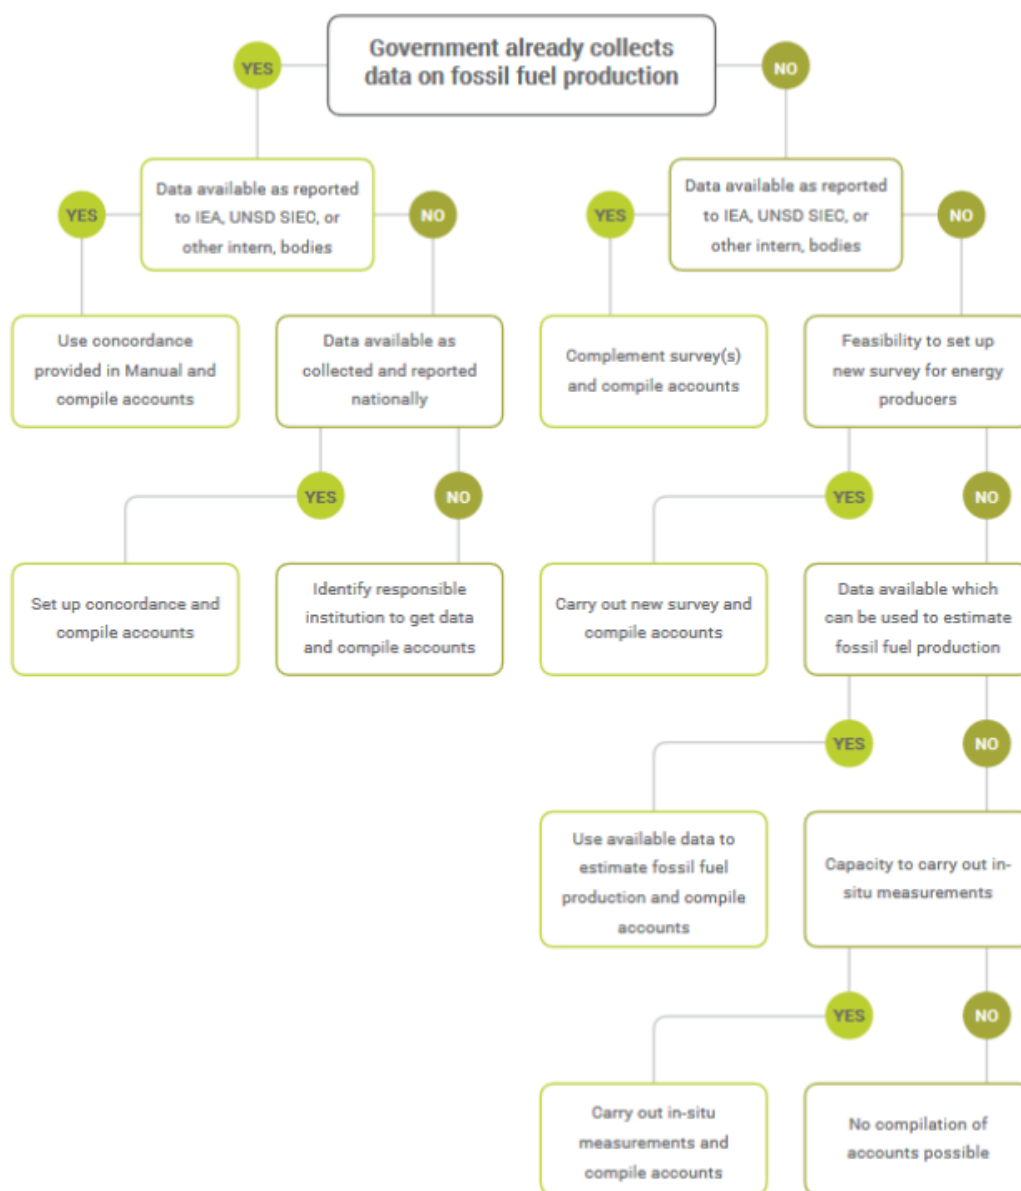 Government already collects
data on fossil fuel production
YES
NO
Data available as reported
to IEA, UNSD SIEC, or
other intern, bodies
YES
NO
Data available as reported
to IEA, UNSD SIEC, or
other intern, bodies
YES
NO
Use concordance
provided in Manual and
compile accounts
Data available as
collected and reported
nationally
Complement survey(s)
and compile accounts
Feasibility to set up
new survey for energy
producers
YES
NO
YES
NO
Set up concordance and
compile accounts
Identify responsible
institution to get data
and compile accounts
Carry out new survey and
compile accounts
Data available which
can be used to estimate
fossil fuel production
YES
NO
Use available data to
estimate fossil fuel
production and compile
accounts
Capacity to carry out in-
situ measurements
YES
NO
Carry out in-situ
measurements and
compile accounts
No compilation of
accounts possible